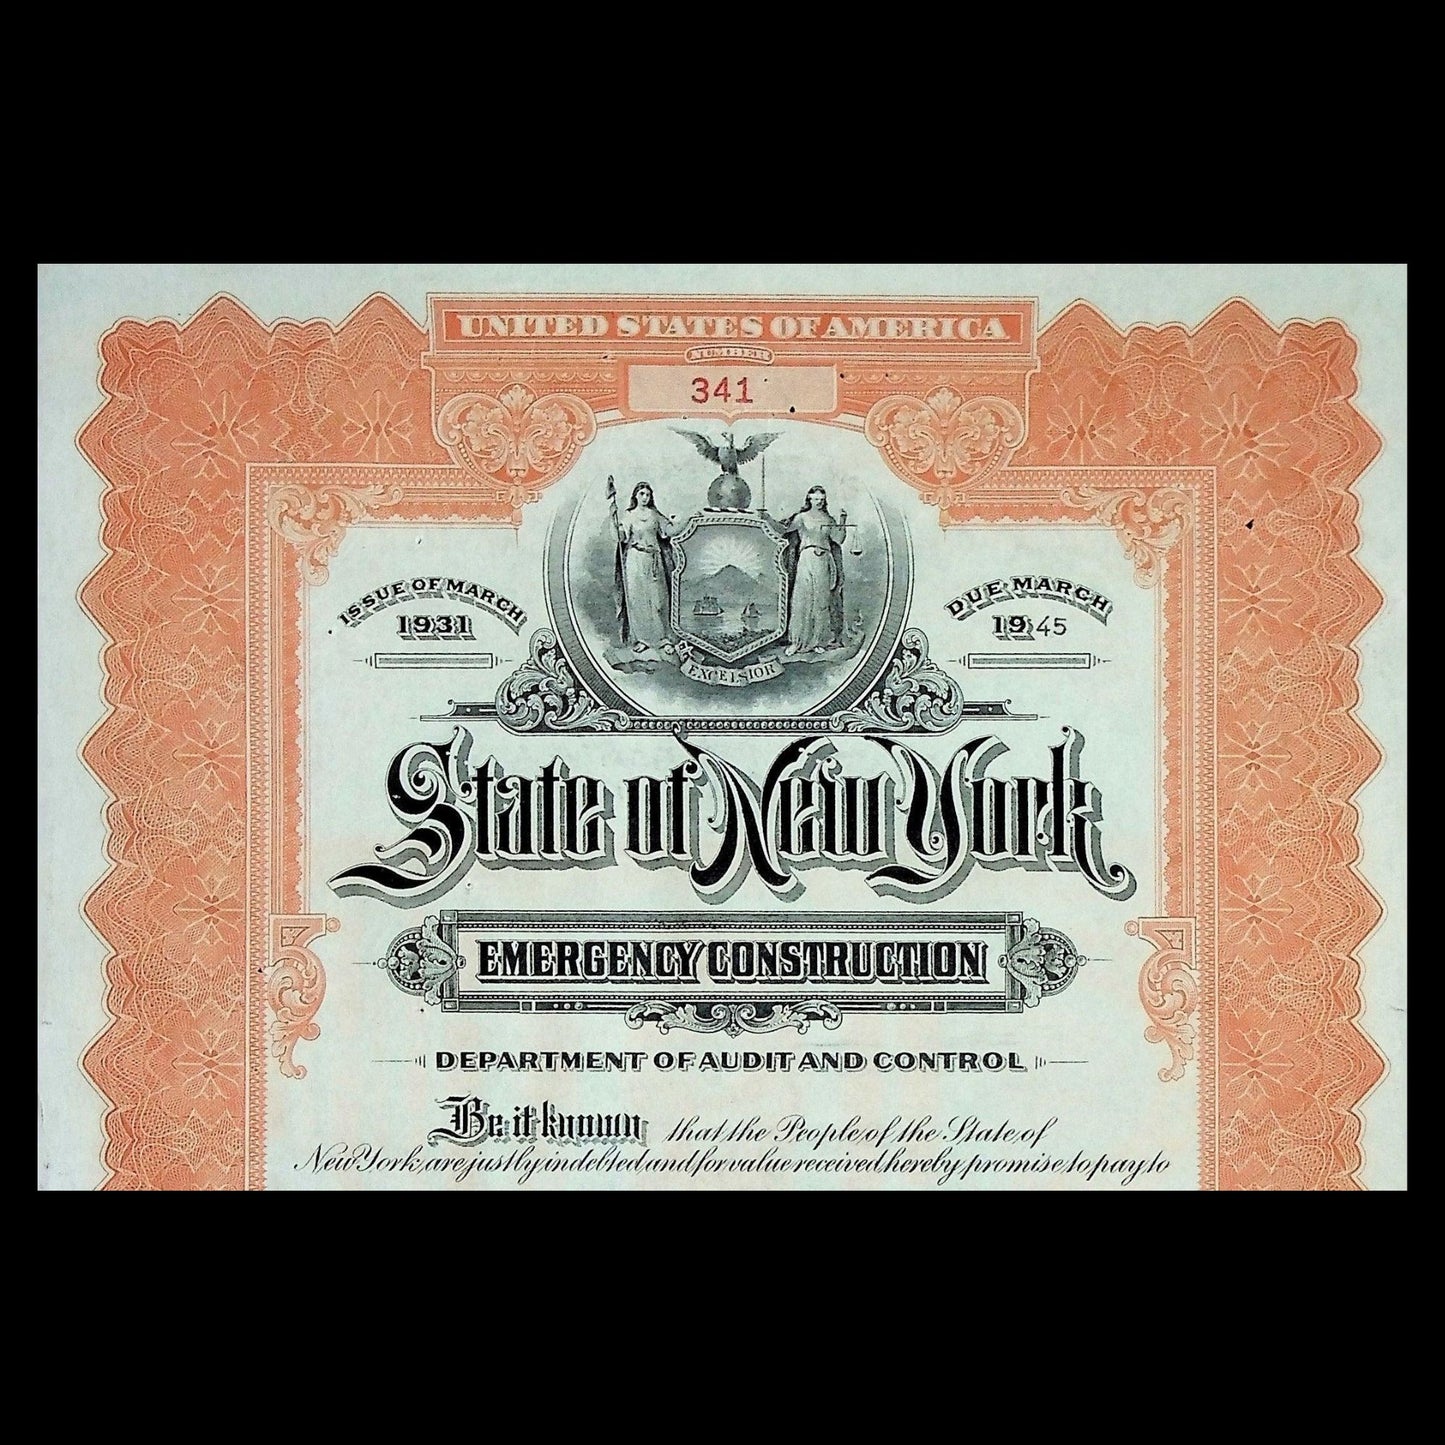 UNITED STATES OF AMERICA
NUMBER
341
ISSUE OF MARCH
1931
DUE MARCH
1945
EXCELSIOR
State of New York
EMERGENCY CONSTRUCTION
DEPARTMENT OF AUDIT AND CONTROL
Be it known that the People of the State of
New York, are justly indebted and for value received hereby promise to pay to